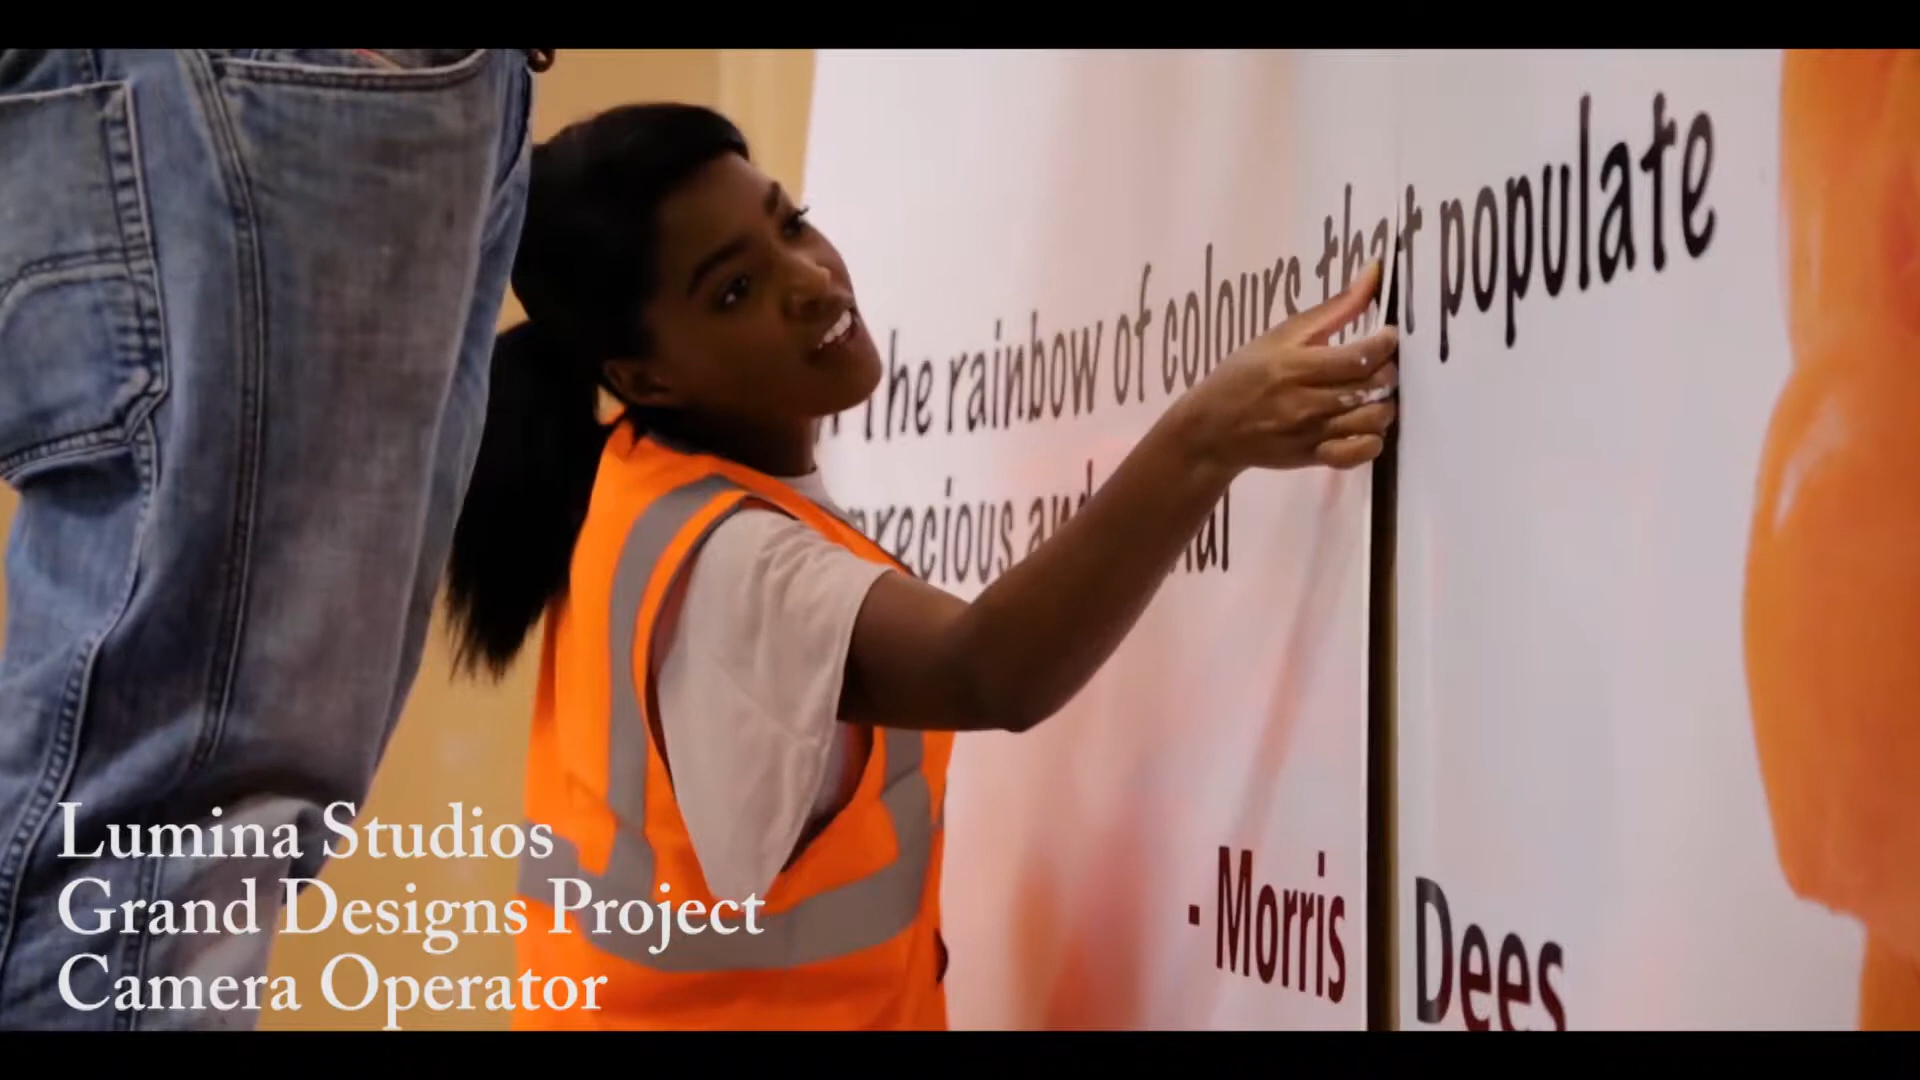 the rainbow of colours that populate
precious and
- Morris Dees
Lumina Studios
Grand Designs Project
Camera Operator